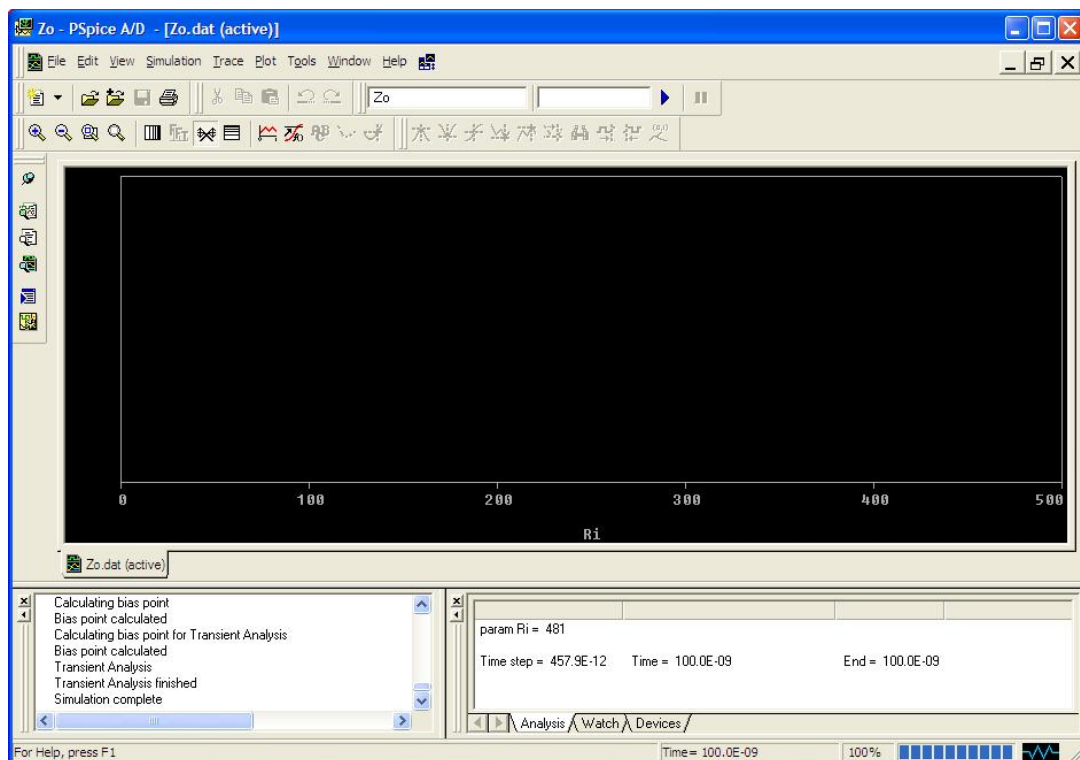 Zo - PSpice A/D - [Zo.dat (active)]
File Edit View Simulation Trace Plot Tools Window Help
Zo
0 100 200 300 400 500
Ri
Zo.dat (active)
Calculating bias point
Bias point calculated
Calculating bias point for Transient Analysis
Bias point calculated
Transient Analysis
Transient Analysis finished
Simulation complete
param Ri = 481
Time step = 457.9E-12 Time = 100.0E-09 End = 100.0E-09
Analysis Watch Devices
For Help, press F1 Time= 100.0E-09 100%